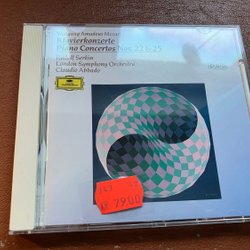 Wolfgang Amadeus Mozart
Klavierkonzerte
Piano Concertos Nos. 22 & 25
Rudolf Serkin
London Symphony Orchestra
Claudio Abbado
79.00